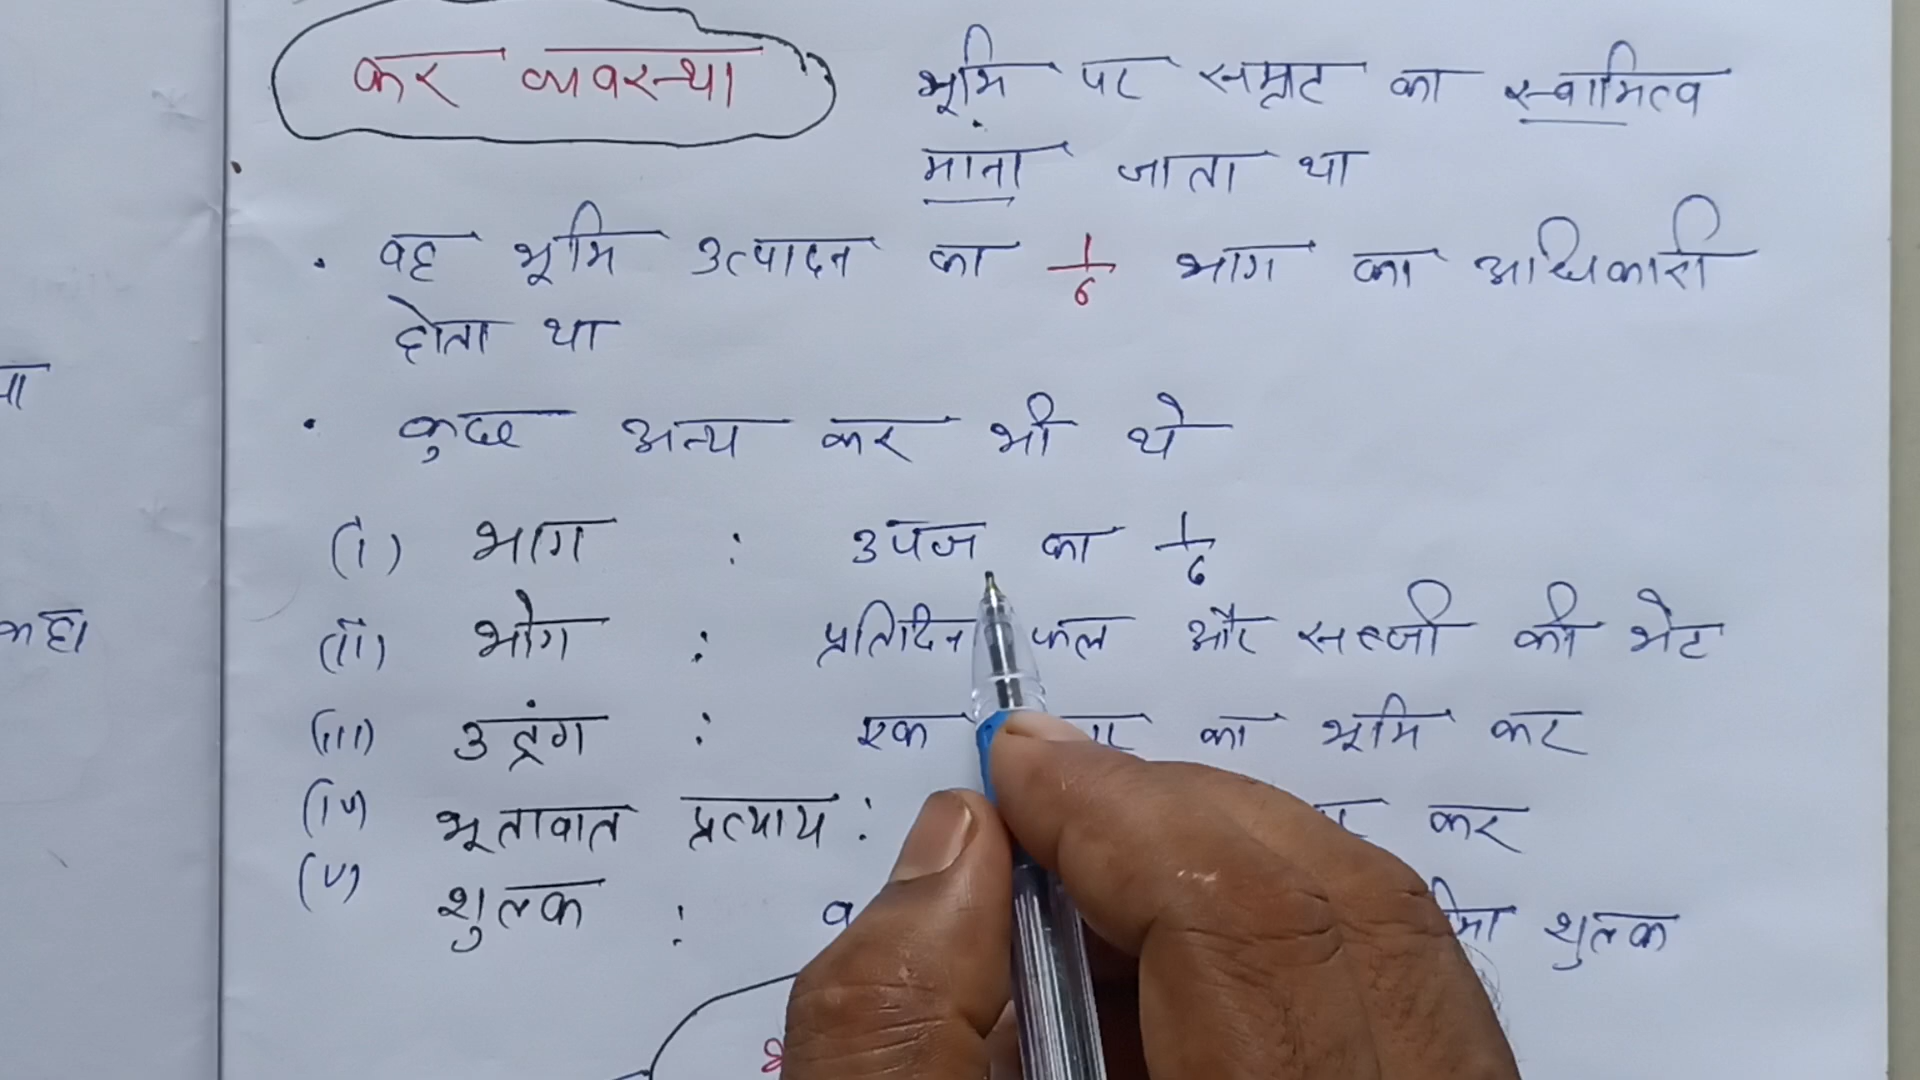 कर व्यवस्था
भूमि पर सम्राट का स्वामित्व
माना जाता था
• वह भूमि उत्पादन का 1/6 भाग का अधिकारी
होता था
• कुछ अन्य कर भी थे
(i) भाग : उपज का 1/6
(ii) भोग : प्रतिदिन फल और सब्जी की भेट
(iii) उद्रंग : एक का भूमि कर
(iv) भूतावात प्रत्याय : कर
(v) शुल्क : शुल्क
कहा